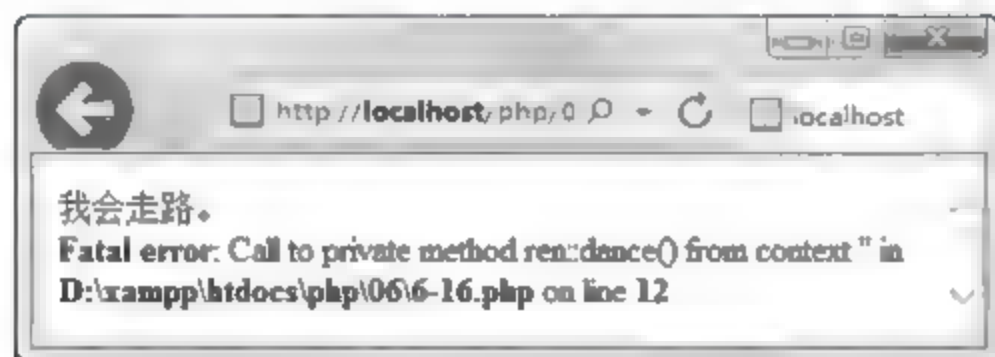 http://localhost/php/0
localhost
我会走路。
Fatal error: Call to private method ren::dance() from context '' in
D:\xampp\htdocs\php\06\6-16.php on line 12